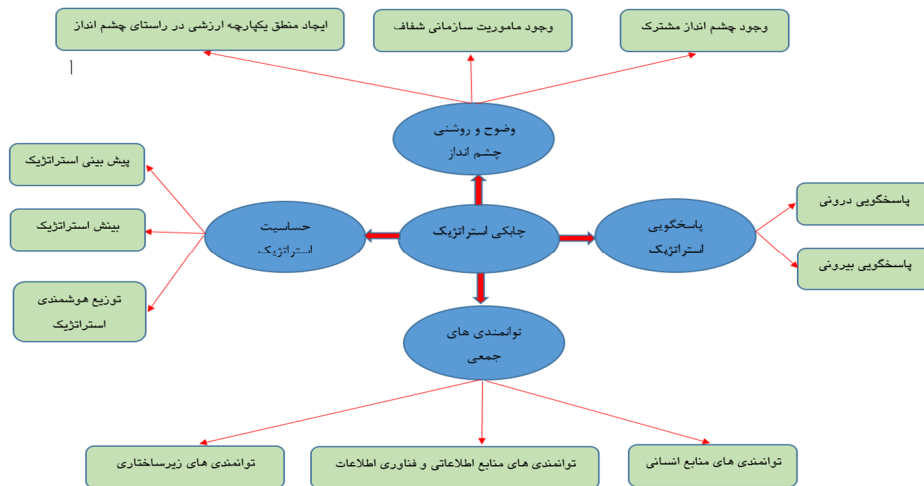 وجود چشم انداز مشترک
وجود ماموریت سازمانی شفاف
ایجاد منطق یکپارچه ارزشی در راستای چشم انداز
ا
وضوح و روشنی
چشم انداز
پاسخگویی درونی
پاسخگویی بیرونی
پاسخگویی
استراتژیک
چابکی استراتژیک
حساسیت
استراتژیک
پیش بینی استراتژیک
بینش استراتژیک
توزیع هوشمندی
استراتژیک
توانمندی های
جمعی
توانمندی های منابع انسانی
توانمندی های منابع اطلاعاتی و فناوری اطلاعات
توانمندی های زیرساختاری